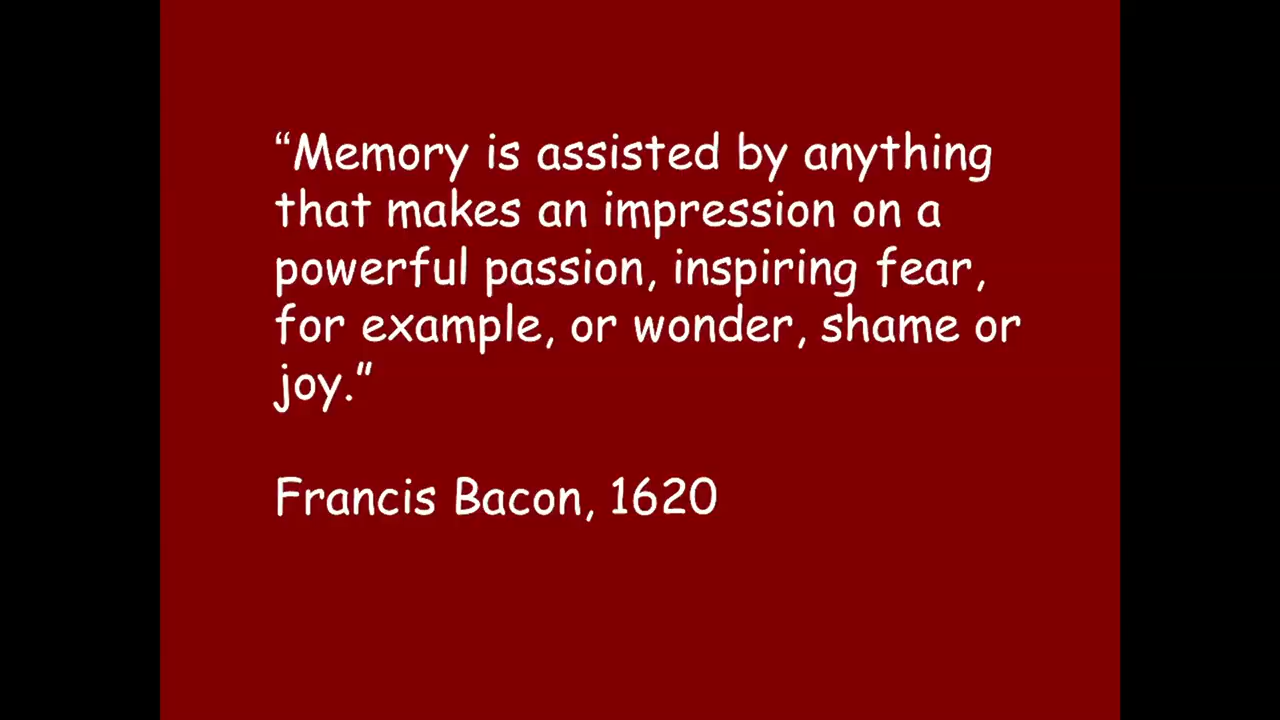 “Memory is assisted by anything
that makes an impression on a
powerful passion, inspiring fear,
for example, or wonder, shame or
joy.”
Francis Bacon, 1620